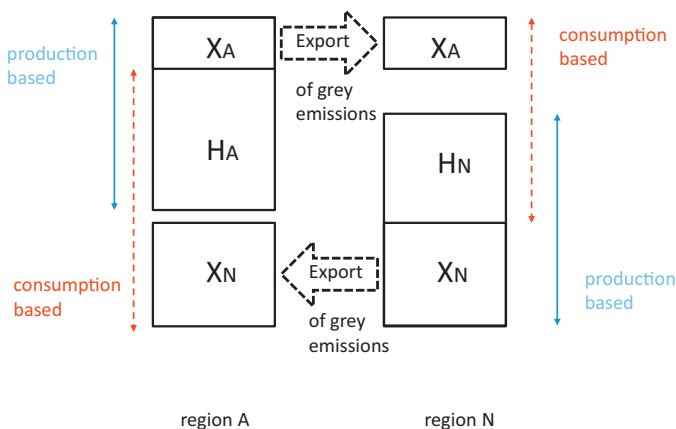 production
based
XA
Export
XA
consumption
based
of grey
emissions
HA
HN
consumption
based
XN
Export
XN
production
based
of grey
emissions
region A
region N